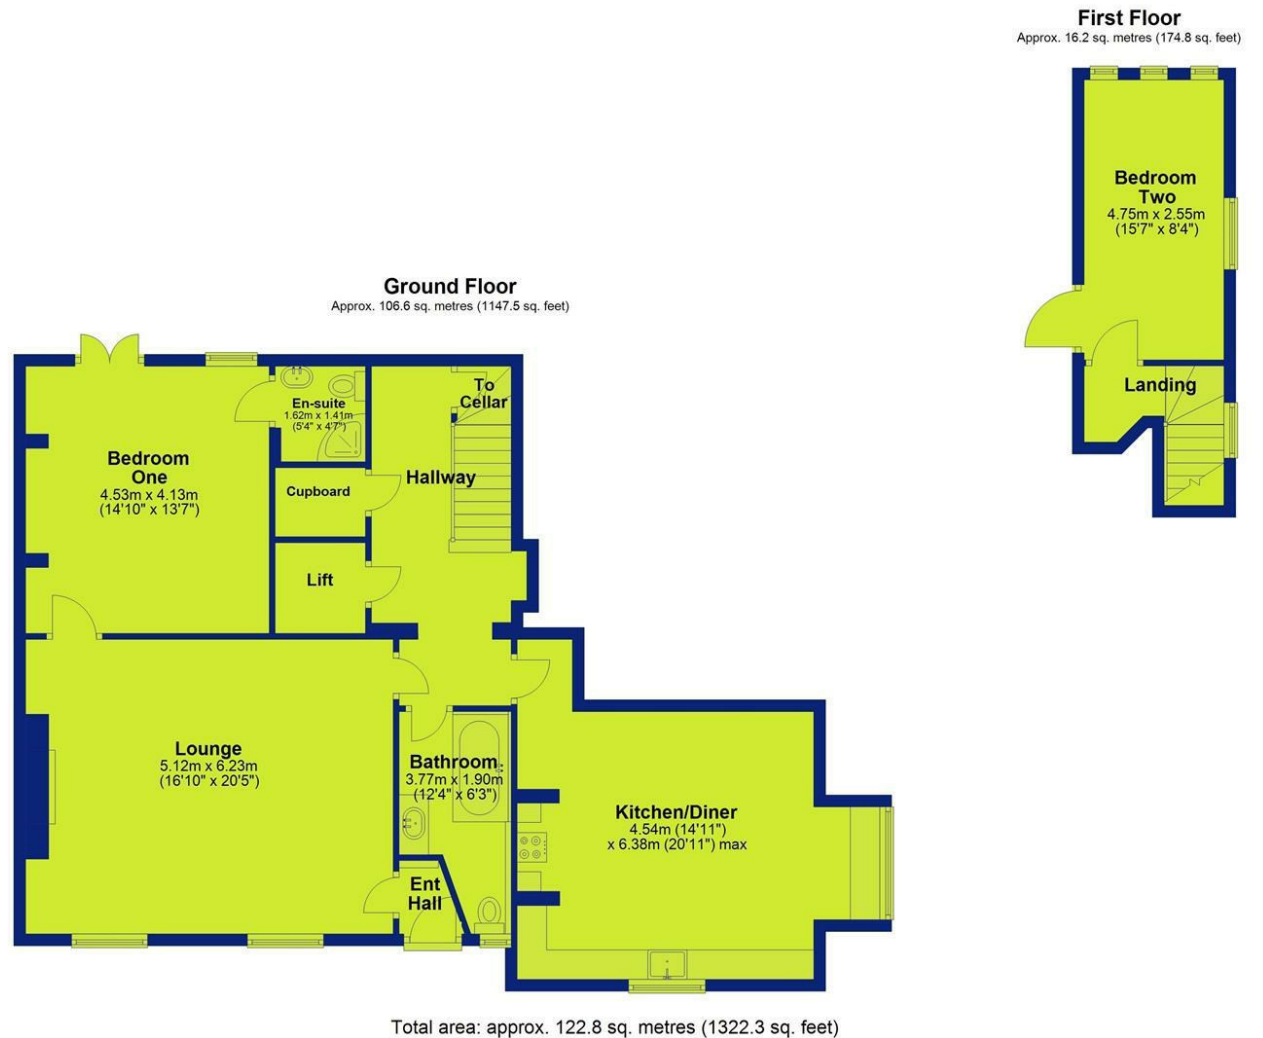 First Floor
Approx. 16.2 sq. metres (174.8 sq. feet)
Bedroom
Two
4.75m x 2.55m
(15'7" x 8'4")
Landing
Ground Floor
Approx. 106.6 sq. metres (1147.5 sq. feet)
To
Cellar
En-suite
1.62m x 1.41m
(5'4" x 4'7")
Bedroom
One
4.53m x 4.13m
(14'10" x 13'7")
Hallway
Cupboard
Lift
Lounge
5.12m x 6.23m
(16'10" x 20'5")
Bathroom
3.77m x 1.90m
(12'4" x 6'3")
Kitchen/Diner
4.54m (14'11")
x 6.38m (20'11") max
Ent
Hall
Total area: approx. 122.8 sq. metres (1322.3 sq. feet)